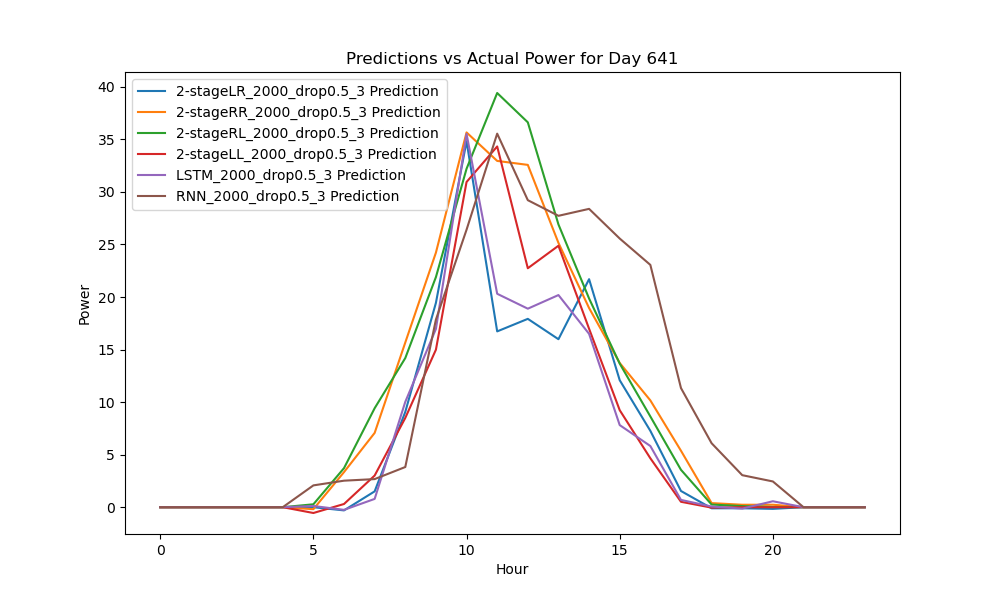 Predictions vs Actual Power for Day 641
2-stageLR_2000_drop0.5_3 Prediction
2-stageRR_2000_drop0.5_3 Prediction
2-stageRL_2000_drop0.5_3 Prediction
2-stageLL_2000_drop0.5_3 Prediction
LSTM_2000_drop0.5_3 Prediction
RNN_2000_drop0.5_3 Prediction
40
35
30
25
20
15
10
5
0
Power
0 5 10 15 20
Hour